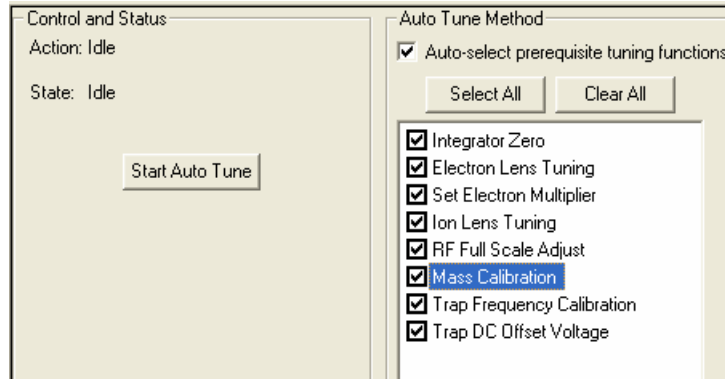 Control and Status
Action: Idle
State: Idle
Start Auto Tune
Auto Tune Method
Auto-select prerequisite tuning functions
Select All Clear All
Integrator Zero
Electron Lens Tuning
Set Electron Multiplier
Ion Lens Tuning
RF Full Scale Adjust
Mass Calibration
Trap Frequency Calibration
Trap DC Offset Voltage